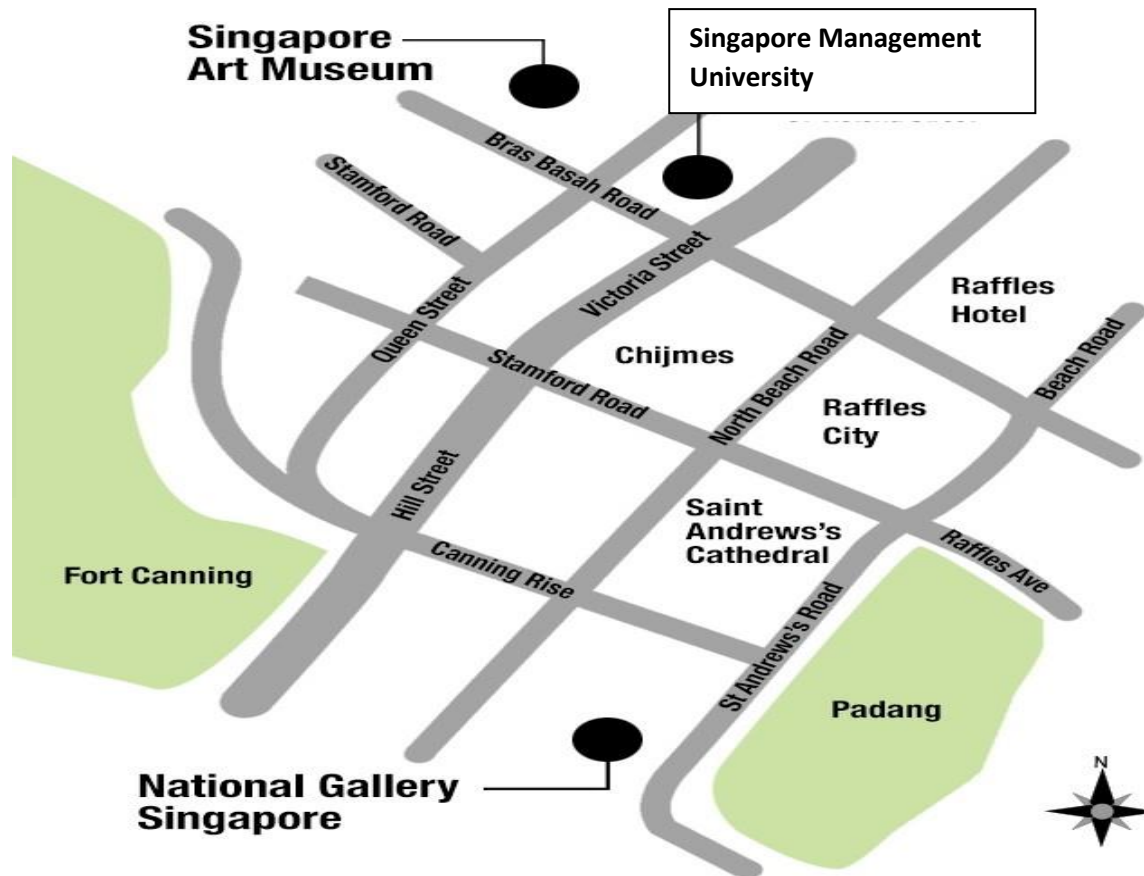 Singapore
Art Museum
Singapore Management
University
Bras Basah Road
Stamford Road
Queen Street
Victoria Street
Stamford Road
Chijmes
North Beach Road
Raffles
Hotel
Beach Road
Raffles
City
Hill Street
Saint
Andrews's
Cathedral
Raffles Ave
Canning Rise
Fort Canning
St Andrews's Road
Padang
National Gallery
Singapore
N